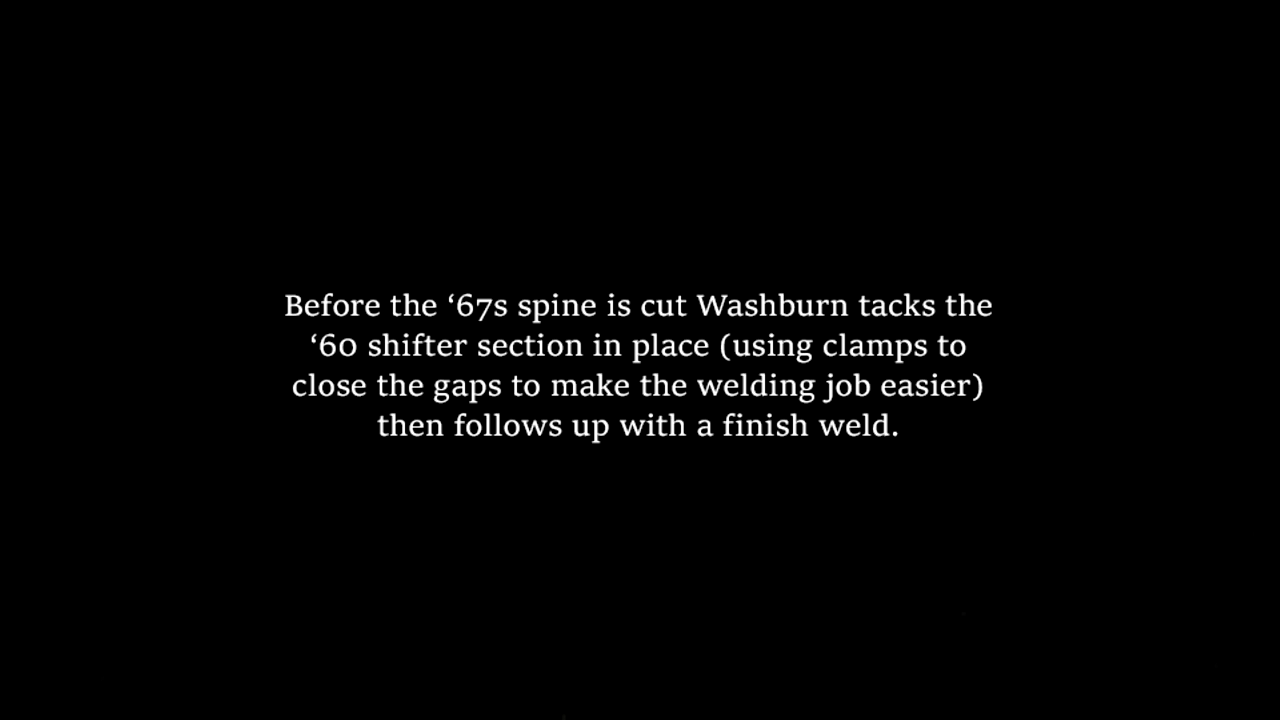 Before the ‘67s spine is cut Washburn tacks the
‘60 shifter section in place (using clamps to
close the gaps to make the welding job easier)
then follows up with a finish weld.